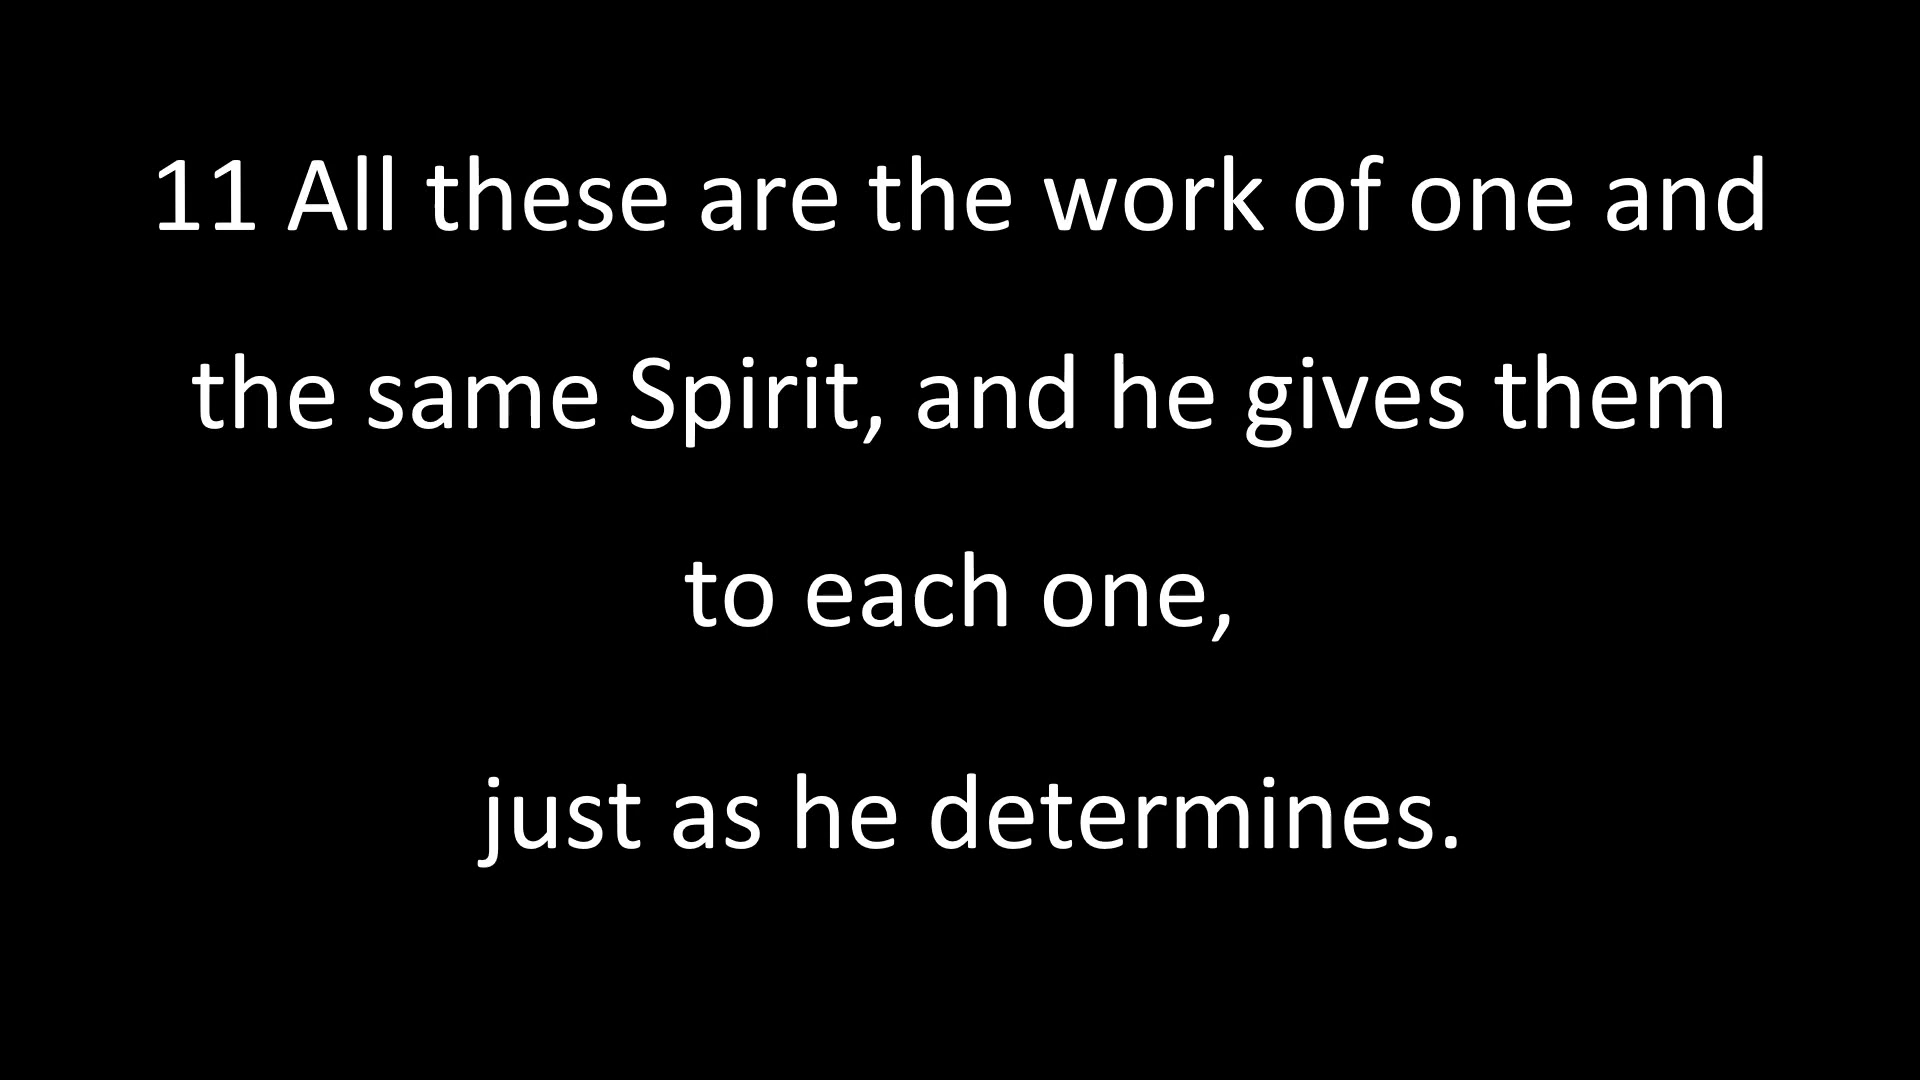 11 All these are the work of one and
the same Spirit, and he gives them
to each one,
just as he determines.